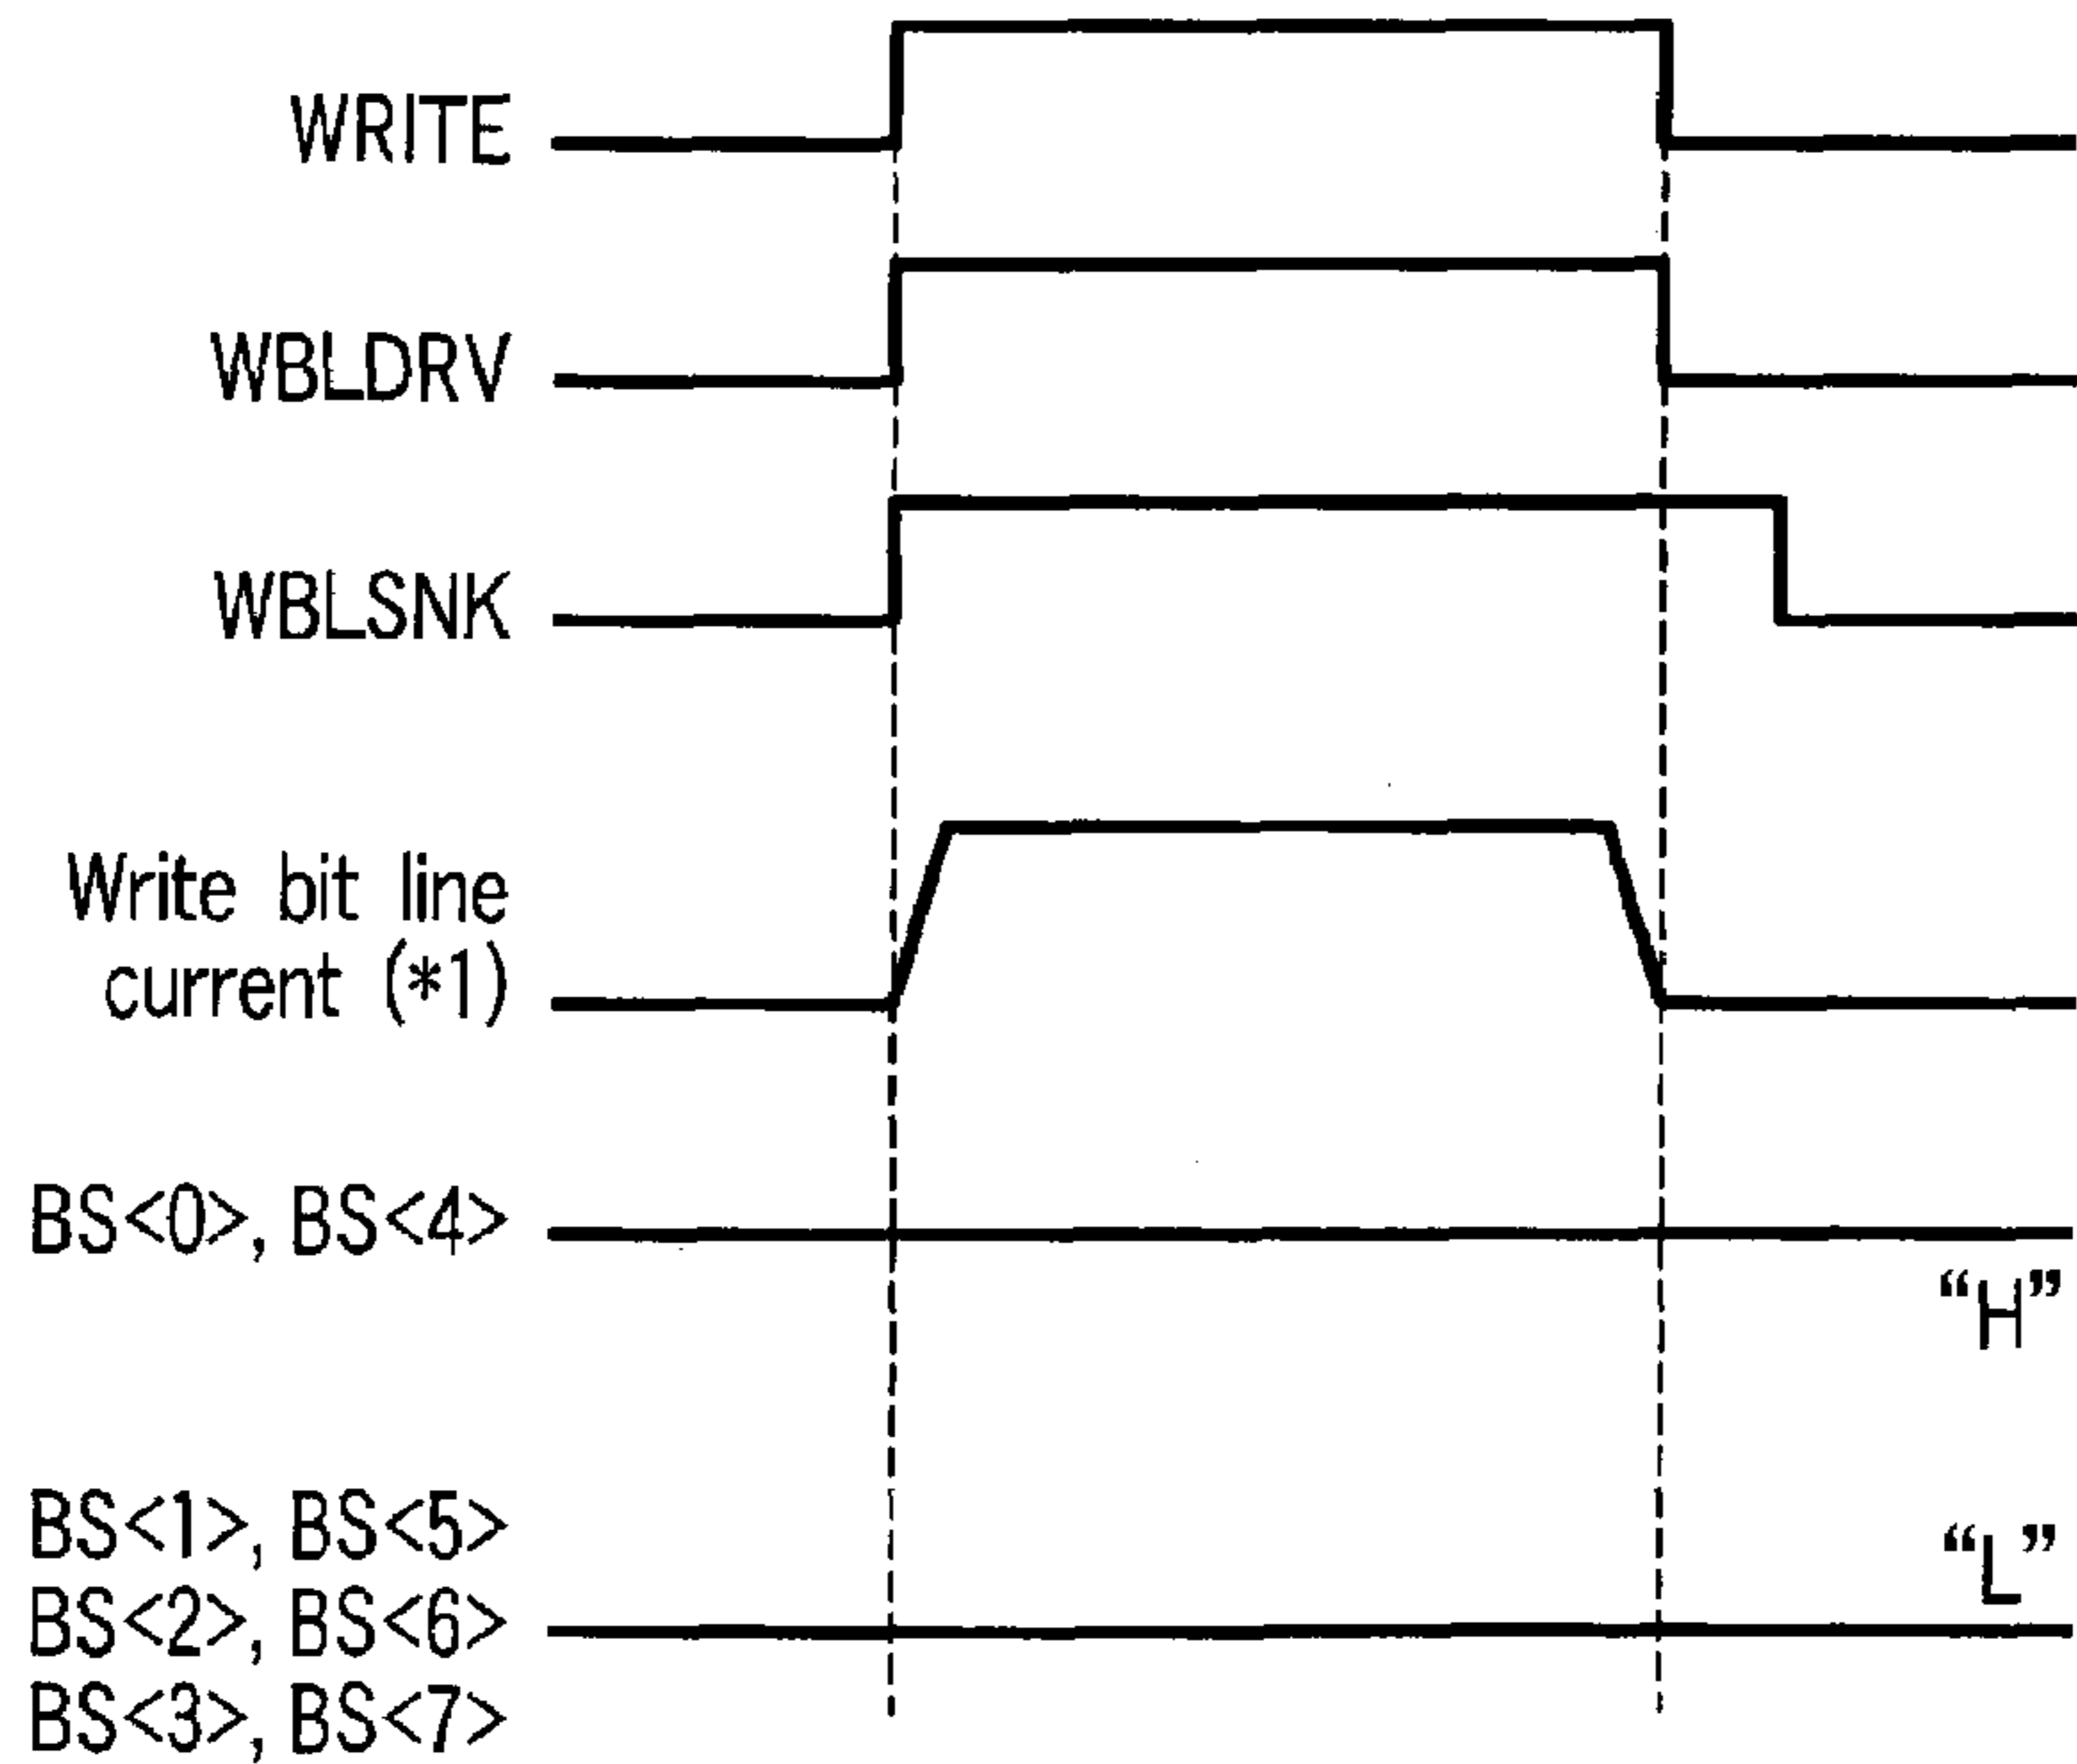 WRITE
WBLDRV
WBLSNK
Write bit line
current (*1)
BS<0>, BS<4>
“H”
BS<1>, BS<5>
“L”
BS<2>, BS<6>
BS<3>, BS<7>